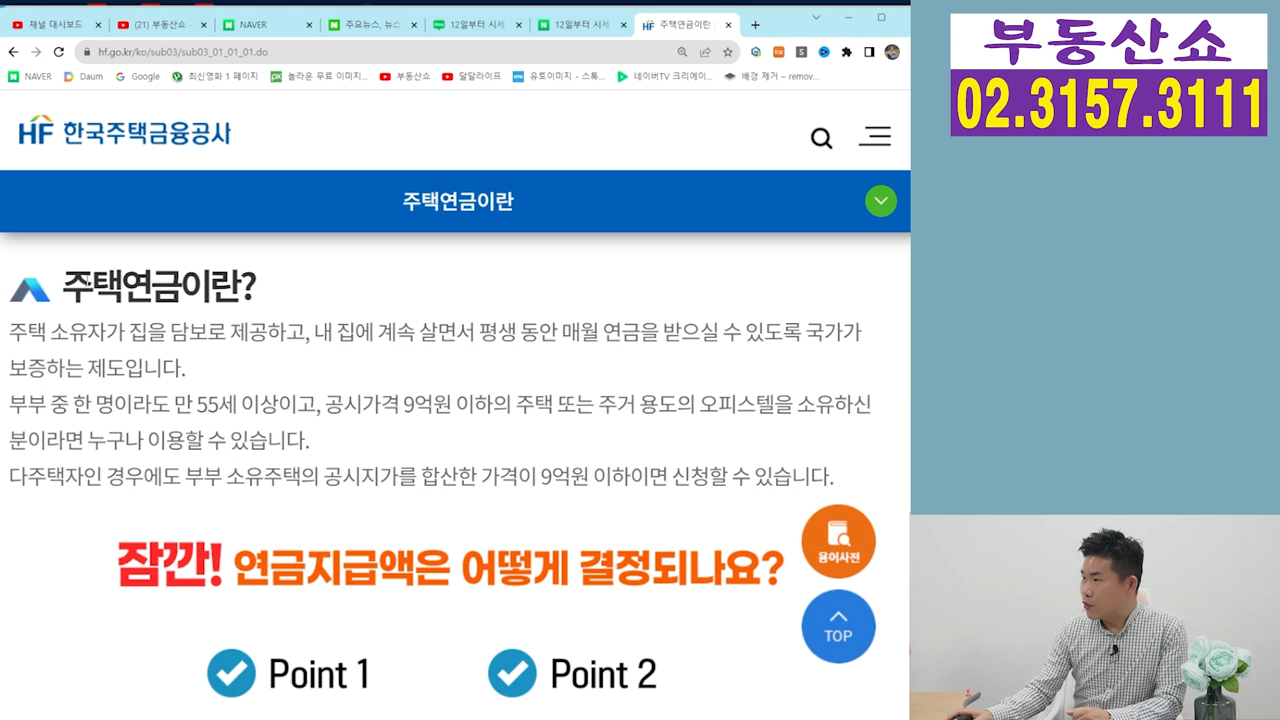 채널 대시보드
(21) 부동산쇼
NAVER
주요뉴스, 뉴스
12일부터 시세
12일부터 시세
주택연금이란
hf.go.kr/ko/sub03/sub03_01_01_01.do
NAVER
Daum
Google
최신영화 1 페이지
놀라운 무료 이미지...
부동산쇼
달달라이프
유토이미지 - 스톡...
네이버TV 크리에이...
배경 제거 – remov...
HF 한국주택금융공사
주택연금이란
주택연금이란?
주택 소유자가 집을 담보로 제공하고, 내 집에 계속 살면서 평생 동안 매월 연금을 받으실 수 있도록 국가가
보증하는 제도입니다.
부부 중 한 명이라도 만 55세 이상이고, 공시가격 9억원 이하의 주택 또는 주거 용도의 오피스텔을 소유하신
분이라면 누구나 이용할 수 있습니다.
다주택자인 경우에도 부부 소유주택의 공시지가를 합산한 가격이 9억원 이하이면 신청할 수 있습니다.
잠깐! 연금지급액은 어떻게 결정되나요?
용어사전
TOP
Point 1
Point 2
부동산쇼
02.3157.3111